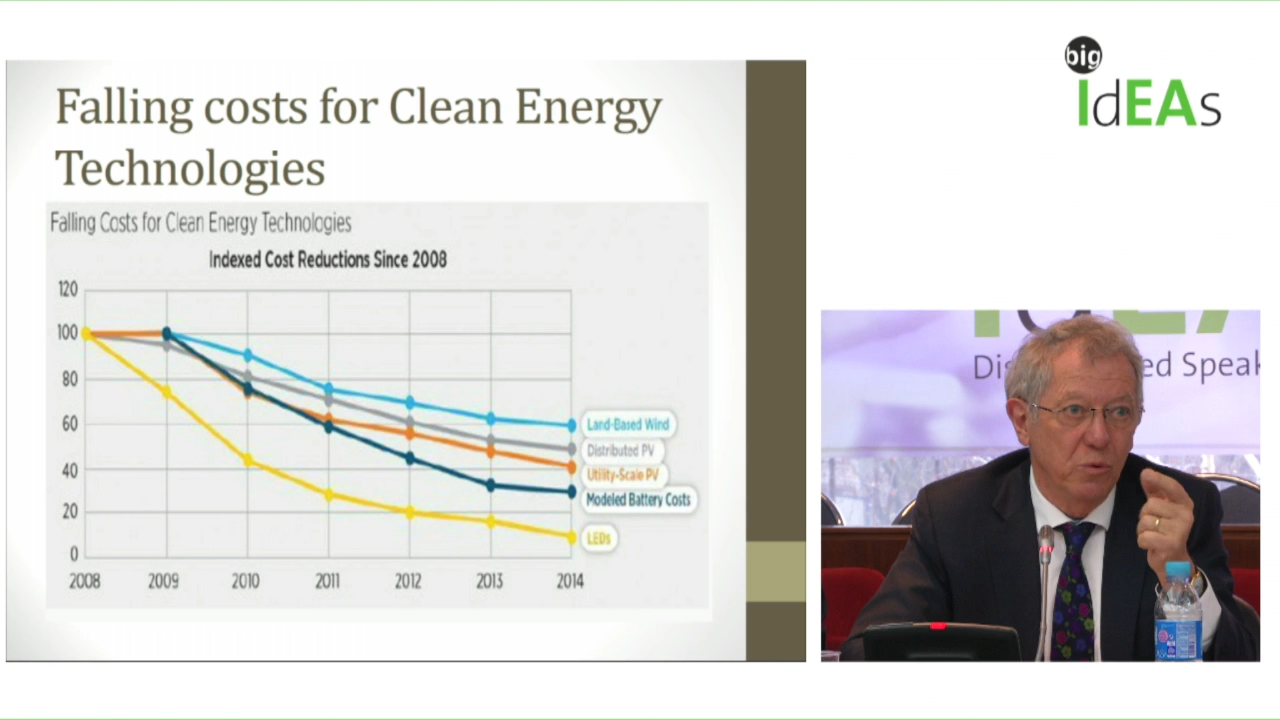 Falling costs for Clean Energy
Technologies
Falling Costs for Clean Energy Technologies
Indexed Cost Reductions Since 2008
120
100
80
60
40
20
0
2008 2009 2010 2011 2012 2013 2014
Land-Based Wind
Distributed PV
Utility-Scale PV
Modeled Battery Costs
LEDs
big
IdEAs
ed Speak